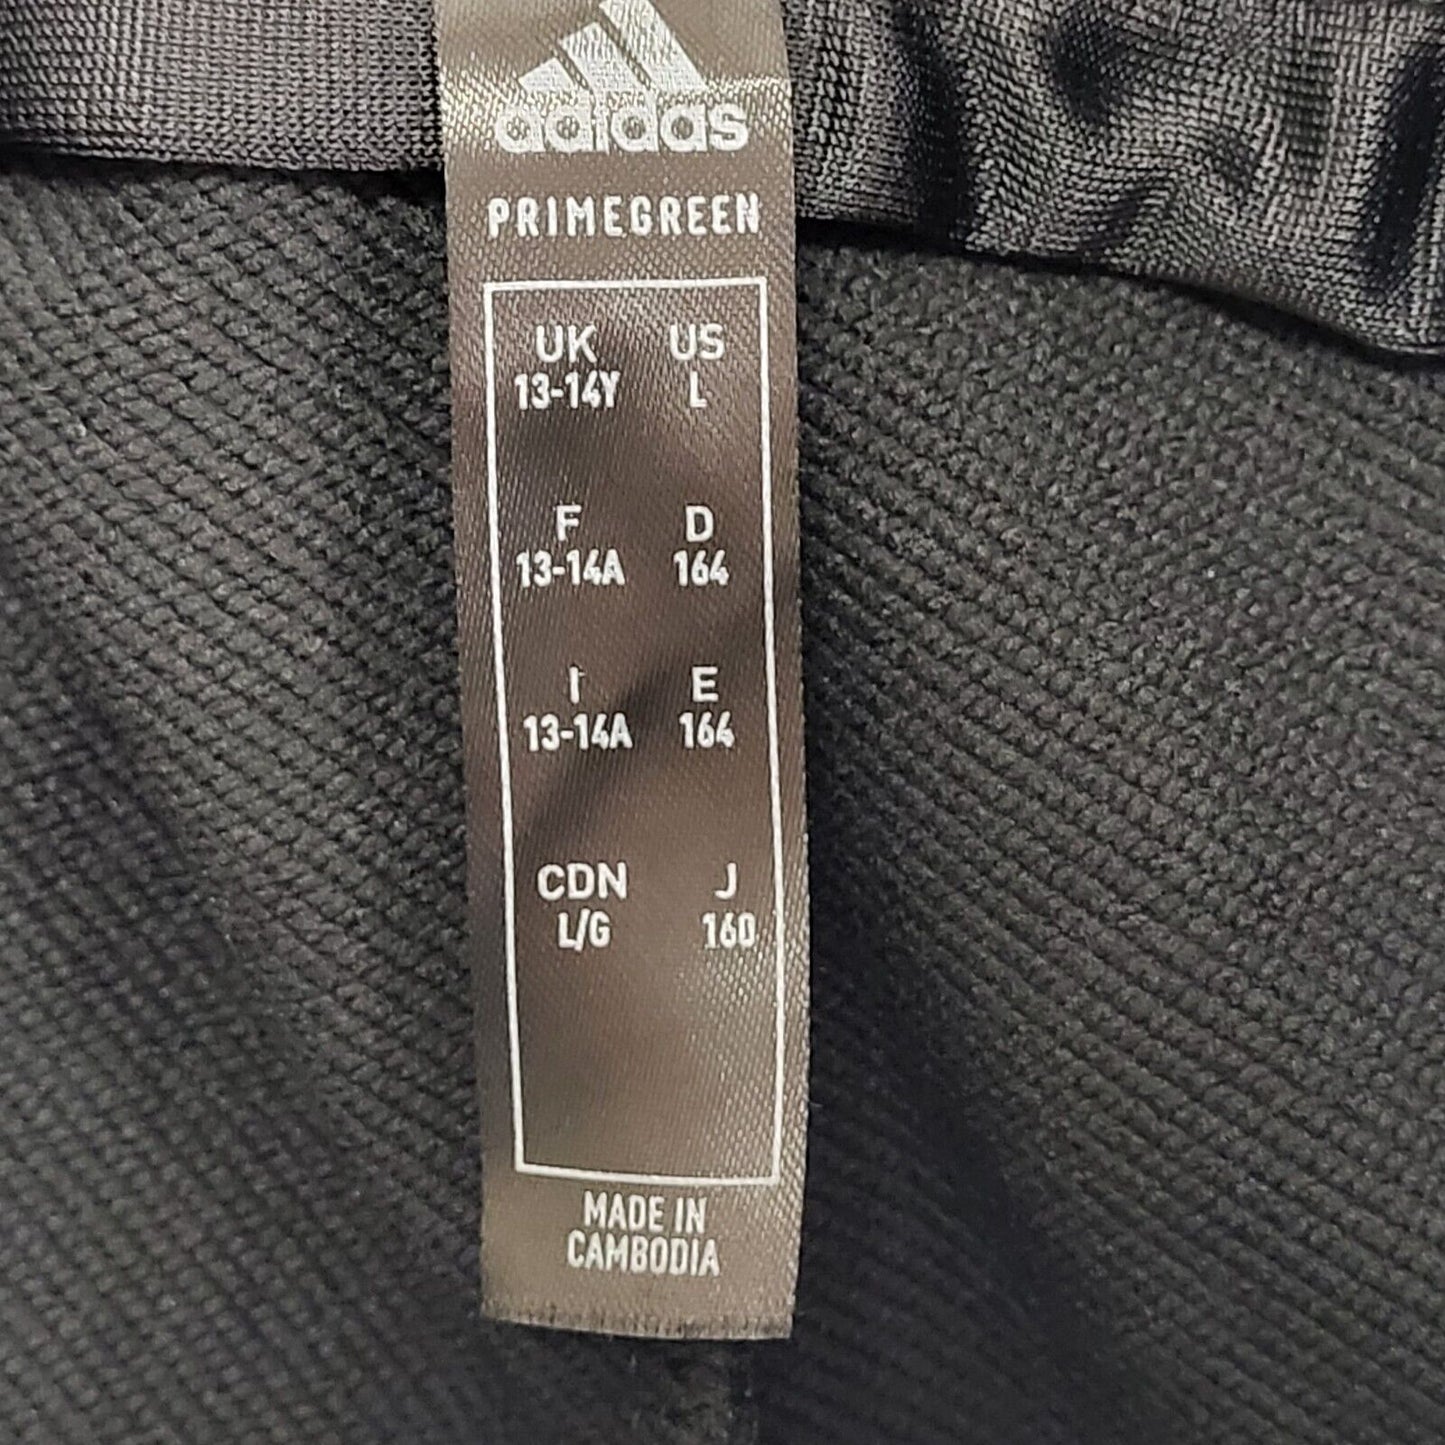 adidas
PRIMEGREEN
UK US
13-14Y L
F D
13-14A 164
I E
13-14A 164
CDN J
L/G 160
MADE IN
CAMBODIA